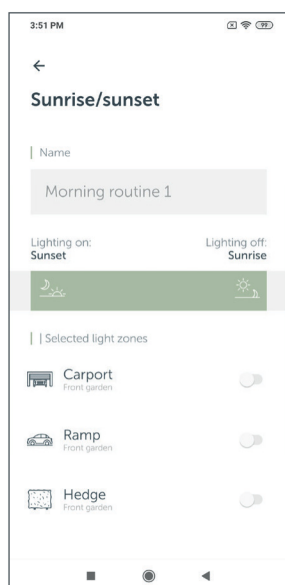 3:51 PM
99
Sunrise/sunset
| Name
Morning routine 1
Lighting on: Lighting off:
Sunset Sunrise
| | Selected light zones
Carport
Front garden
Ramp
Front garden
Hedge
Front garden